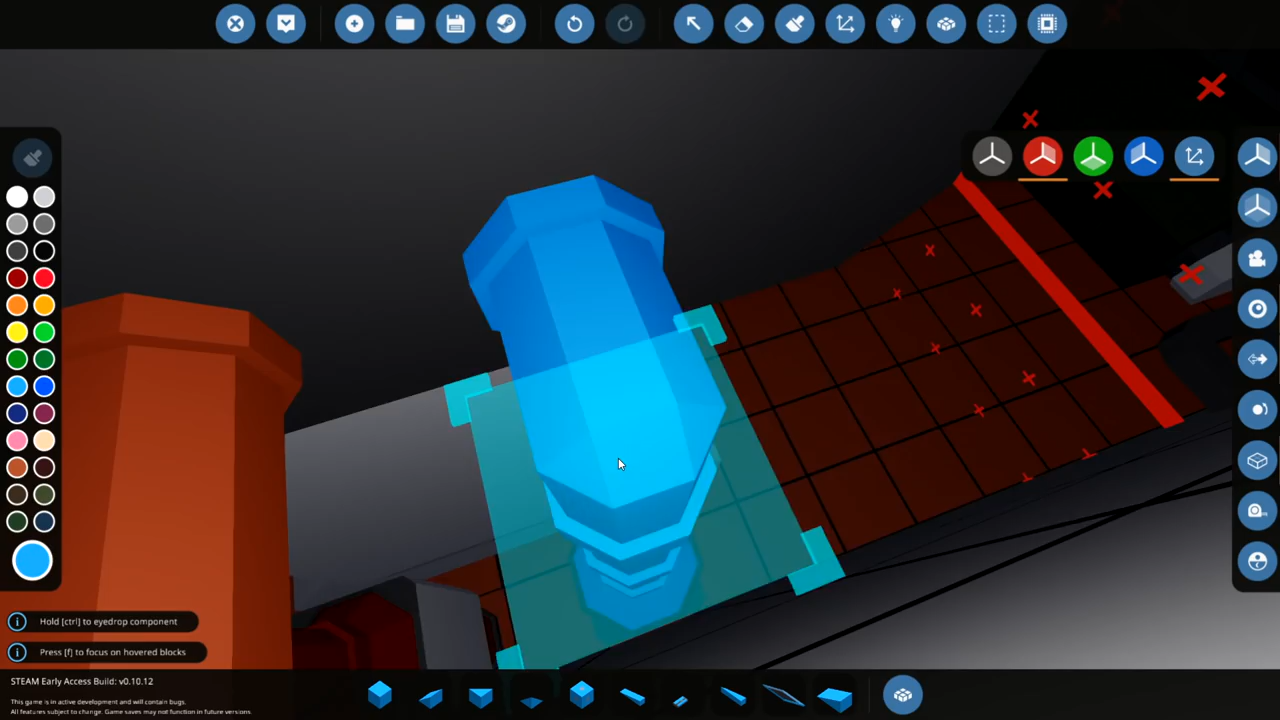 Hold [ctrl] to eyedrop component
Press [f] to focus on hovered blocks
STEAM Early Access Build: v0.10.12
This game is in active development and will contain bugs.
All features subject to change. Game saves may not function in future versions